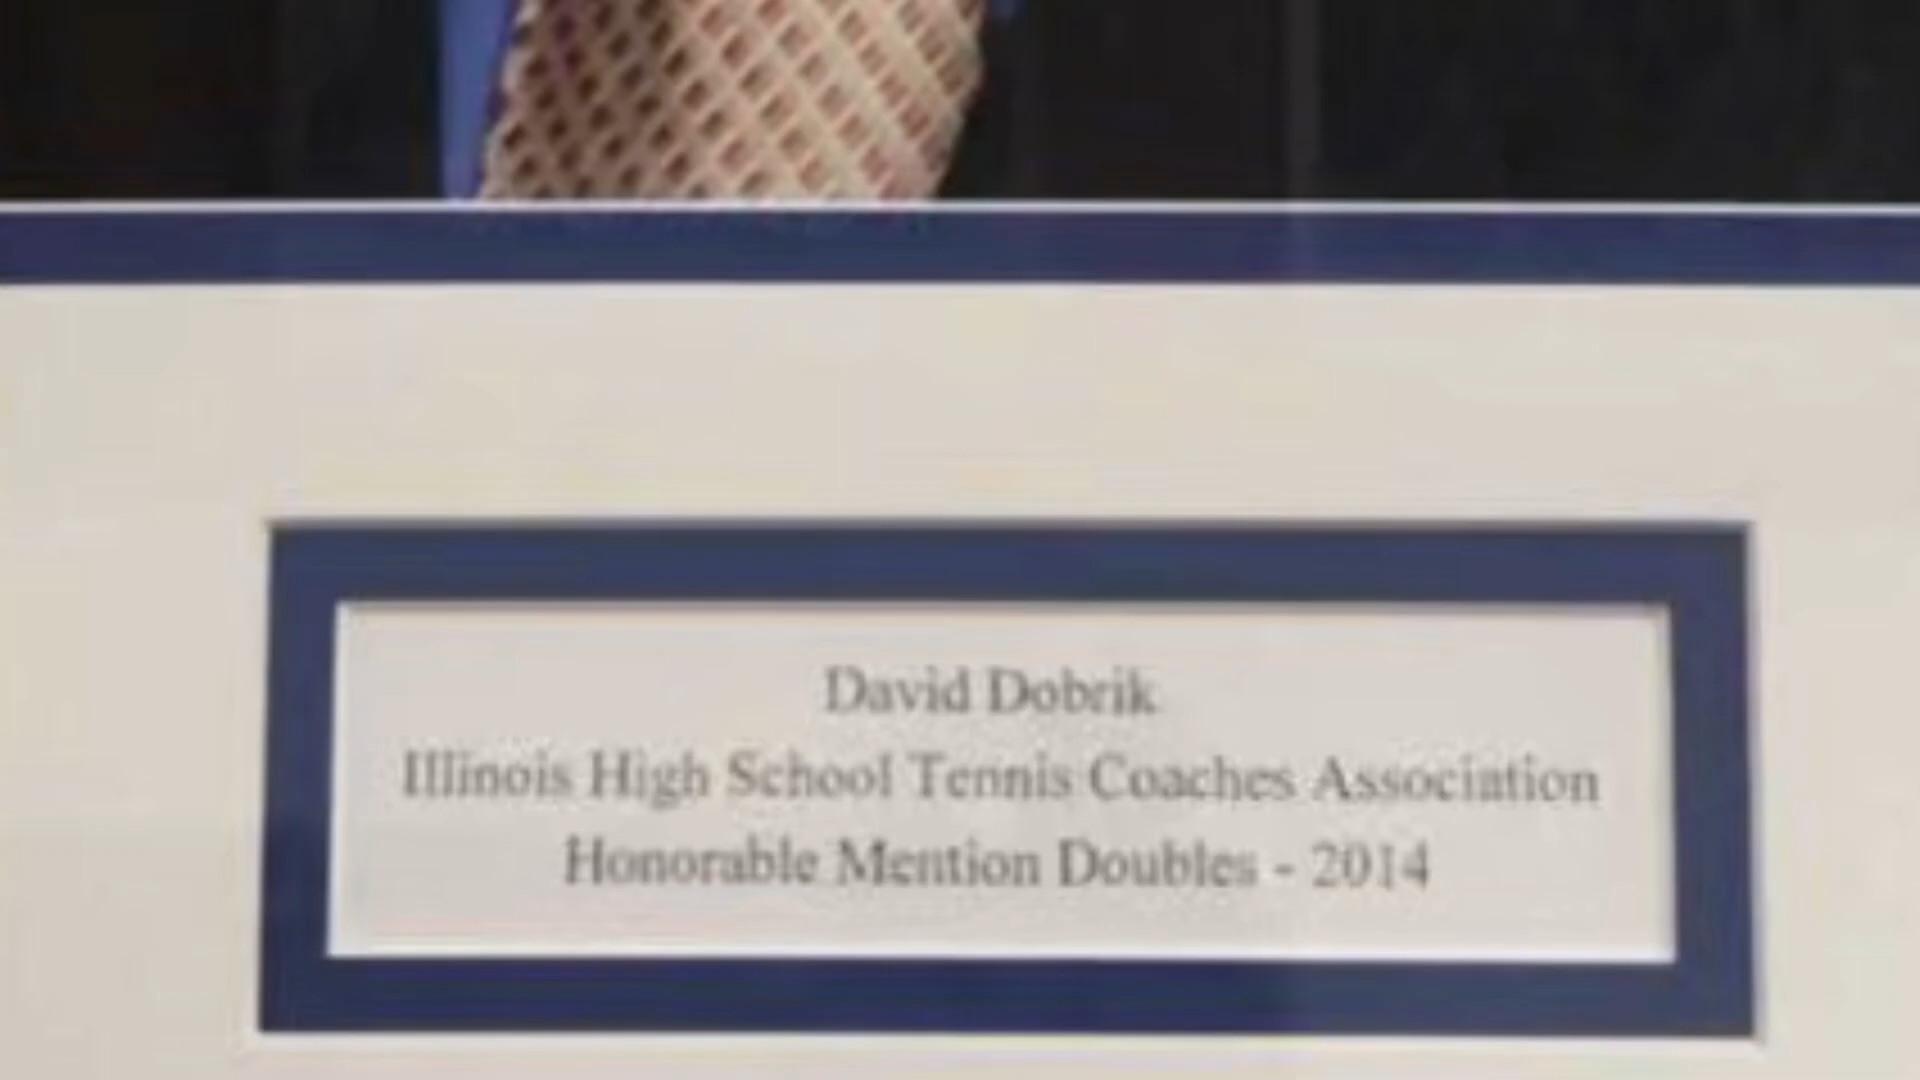 David Dobrik
Illinois High School Tennis Coaches Association
Honorable Mention Doubles - 2014